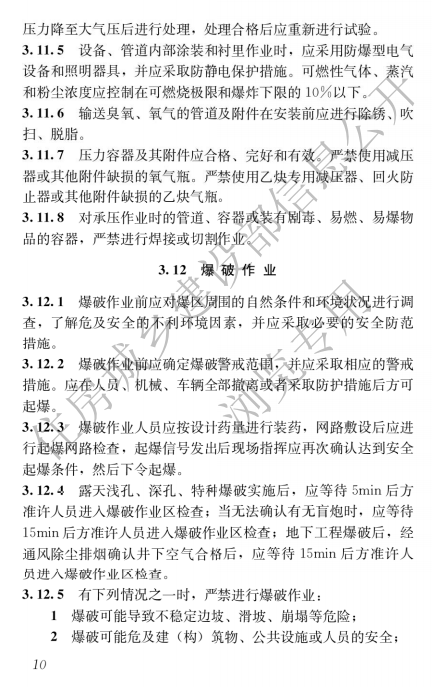 压力降至大气压后进行处理，处理合格后应重新进行试验。
3.11.5 设备、管道内部涂装和衬里作业时，应采用防爆型电气
设备和照明器具，并应采取防静电保护措施。可燃性气体、蒸汽
和粉尘浓度应控制在可燃烧极限和爆炸下限的10%以下。
3.11.6 输送臭氧、氧气的管道及附件在安装前应进行除锈、吹
扫、脱脂。
3.11.7 压力容器及其附件应合格、完好和有效。严禁使用减压
器或其他附件缺损的氧气瓶。严禁使用乙炔专用减压器、回火防
止器或其他附件缺损的乙炔气瓶。
3.11.8 对承压作业时的管道、容器或装有剧毒、易燃、易爆物
品的容器，严禁进行焊接或切割作业。
3.12 爆破作业
3.12.1 爆破作业前应对爆区周围的自然条件和环境状况进行调
查，了解危及安全的不利环境因素，并应采取必要的安全防范
措施。
3.12.2 爆破作业前应确定爆破警戒范围，并应采取相应的警戒
措施。应在人员、机械、车辆全部撤离或者采取防护措施后方可
起爆。
3.12.3 爆破作业人员应按设计药量进行装药，网路敷设后应进
行起爆网路检查，起爆信号发出后现场指挥应再次确认达到安全
起爆条件，然后下令起爆。
3.12.4 露天浅孔、深孔、特种爆破实施后，应等待5min后方
准许人员进入爆破作业区检查；当无法确认有无盲炮时，应等待
15min后方准许人员进入爆破作业区检查；地下工程爆破后，经
通风除尘排烟确认井下空气合格后，应等待15min后方准许人
员进入爆破作业区检查。
3.12.5 有下列情况之一时，严禁进行爆破作业：
1 爆破可能导致不稳定边坡、滑坡、崩塌等危险；
2 爆破可能危及建（构）筑物、公共设施或人员的安全；
10
住房城乡建设部信息公开
浏览专用